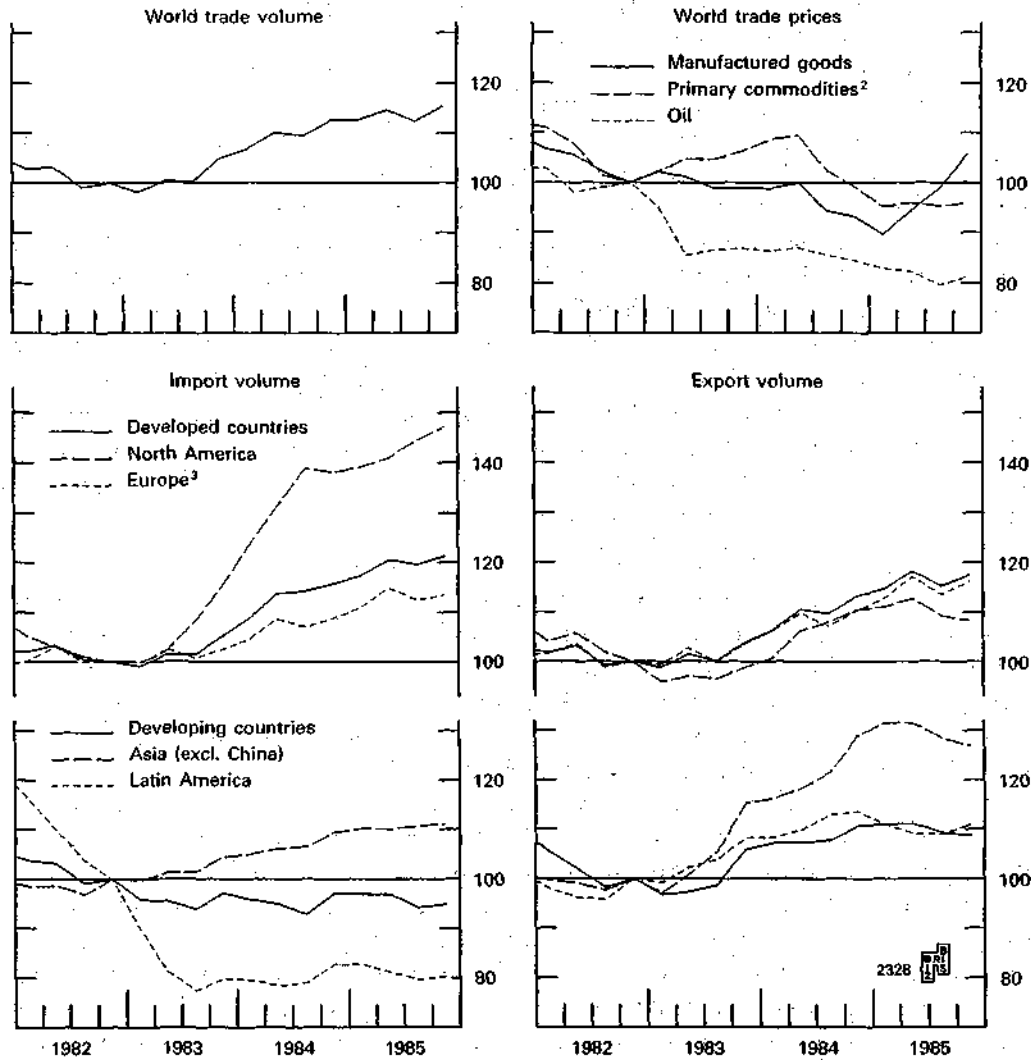 World trade volume
120
100
80
World trade prices
Manufactured goods
Primary commodities²
Oil
120
100
80
Import volume
Developed countries
North America
Europe³
140
120
100
Export volume
140
120
100
Developing countries
Asia (excl. China)
Latin America
120
100
80
1982 1983 1984 1985
120
100
2328
80
1982 1983 1984 1985